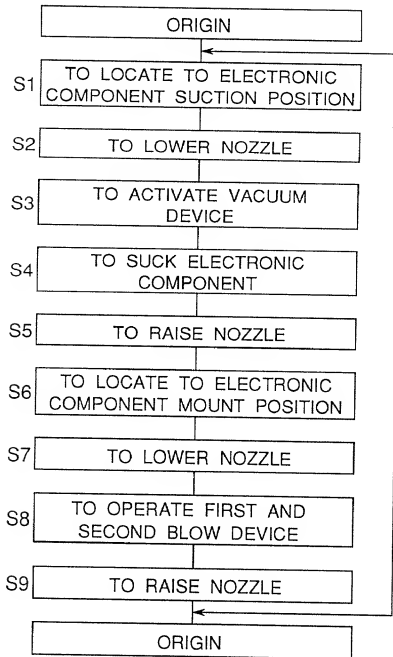 ORIGIN
S1 TO LOCATE TO ELECTRONIC
COMPONENT SUCTION POSITION
S2 TO LOWER NOZZLE
S3 TO ACTIVATE VACUUM
DEVICE
S4 TO SUCK ELECTRONIC
COMPONENT
S5 TO RAISE NOZZLE
S6 TO LOCATE TO ELECTRONIC
COMPONENT MOUNT POSITION
S7 TO LOWER NOZZLE
S8 TO OPERATE FIRST AND
SECOND BLOW DEVICE
S9 TO RAISE NOZZLE
ORIGIN